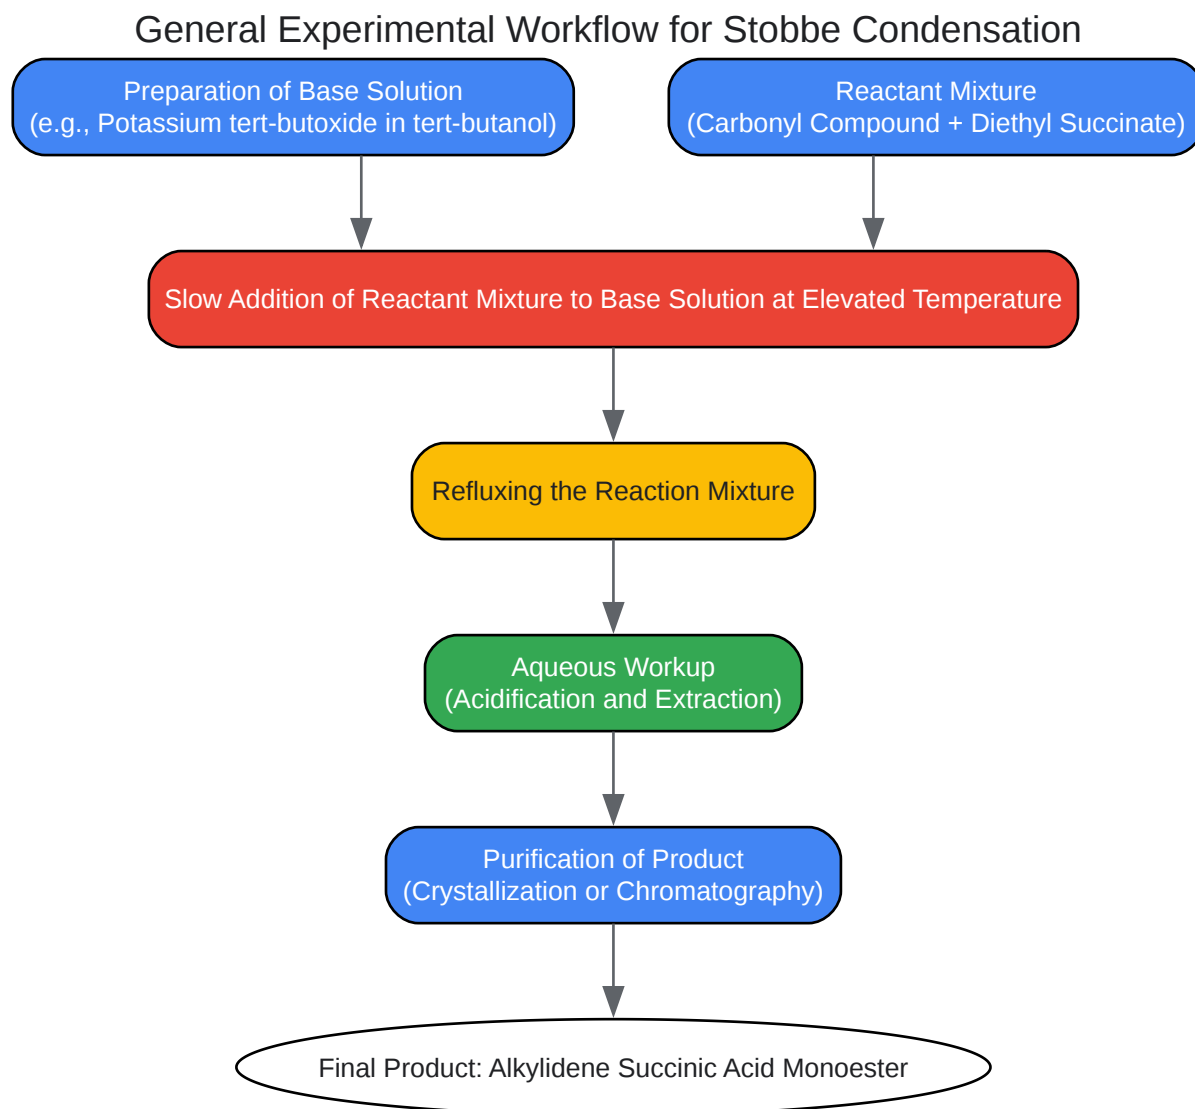 General Experimental Workflow for Stobbe Condensation
Preparation of Base Solution
(e.g., Potassium tert-butoxide in tert-butanol)
Reactant Mixture
(Carbonyl Compound + Diethyl Succinate)
Slow Addition of Reactant Mixture to Base Solution at Elevated Temperature
Refluxing the Reaction Mixture
Aqueous Workup
(Acidification and Extraction)
Purification of Product
(Crystallization or Chromatography)
Final Product: Alkylidene Succinic Acid Monoester